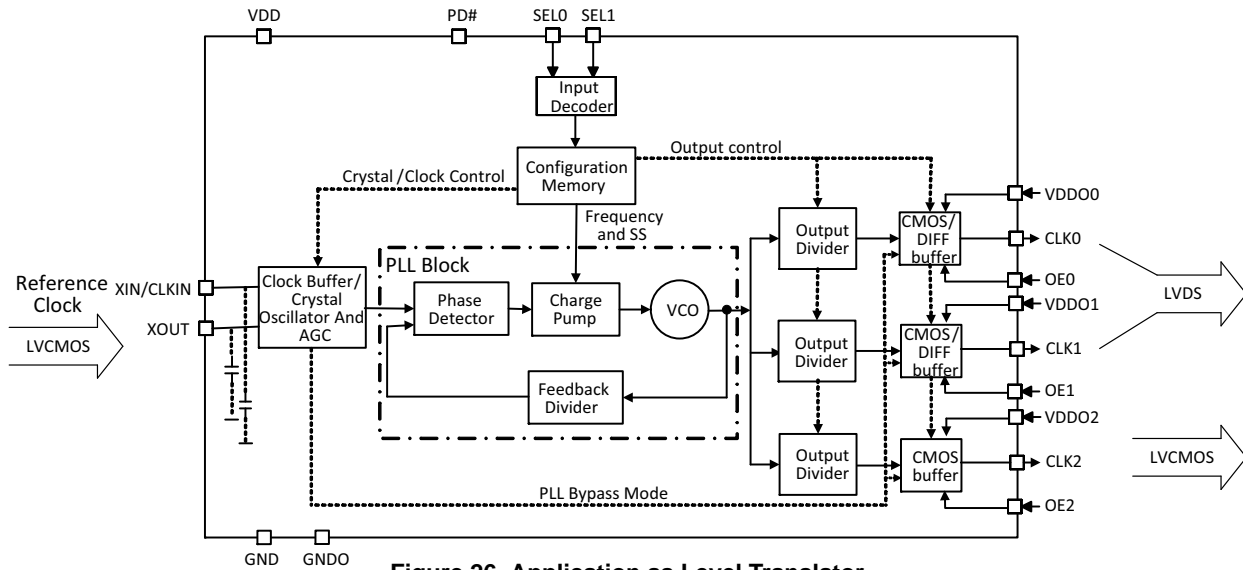 VDD
PD#
SEL0
SEL1
Input
Decoder
Configuration
Memory
Output control
Crystal /Clock Control
Frequency
and SS
PLL Block
Reference
Clock
LVCMOS
XIN/CLKIN
XOUT
Clock Buffer/
Crystal
Oscillator And
AGC
Phase
Detector
Charge
Pump
VCO
Feedback
Divider
Output
Divider
Output
Divider
Output
Divider
CMOS/
DIFF
buffer
CMOS/
DIFF
buffer
CMOS
buffer
VDDO0
CLK0
OE0
VDDO1
CLK1
OE1
VDDO2
CLK2
OE2
LVDS
LVCMOS
PLL Bypass Mode
GND
GNDO
Figure 26. Application as Level Translator